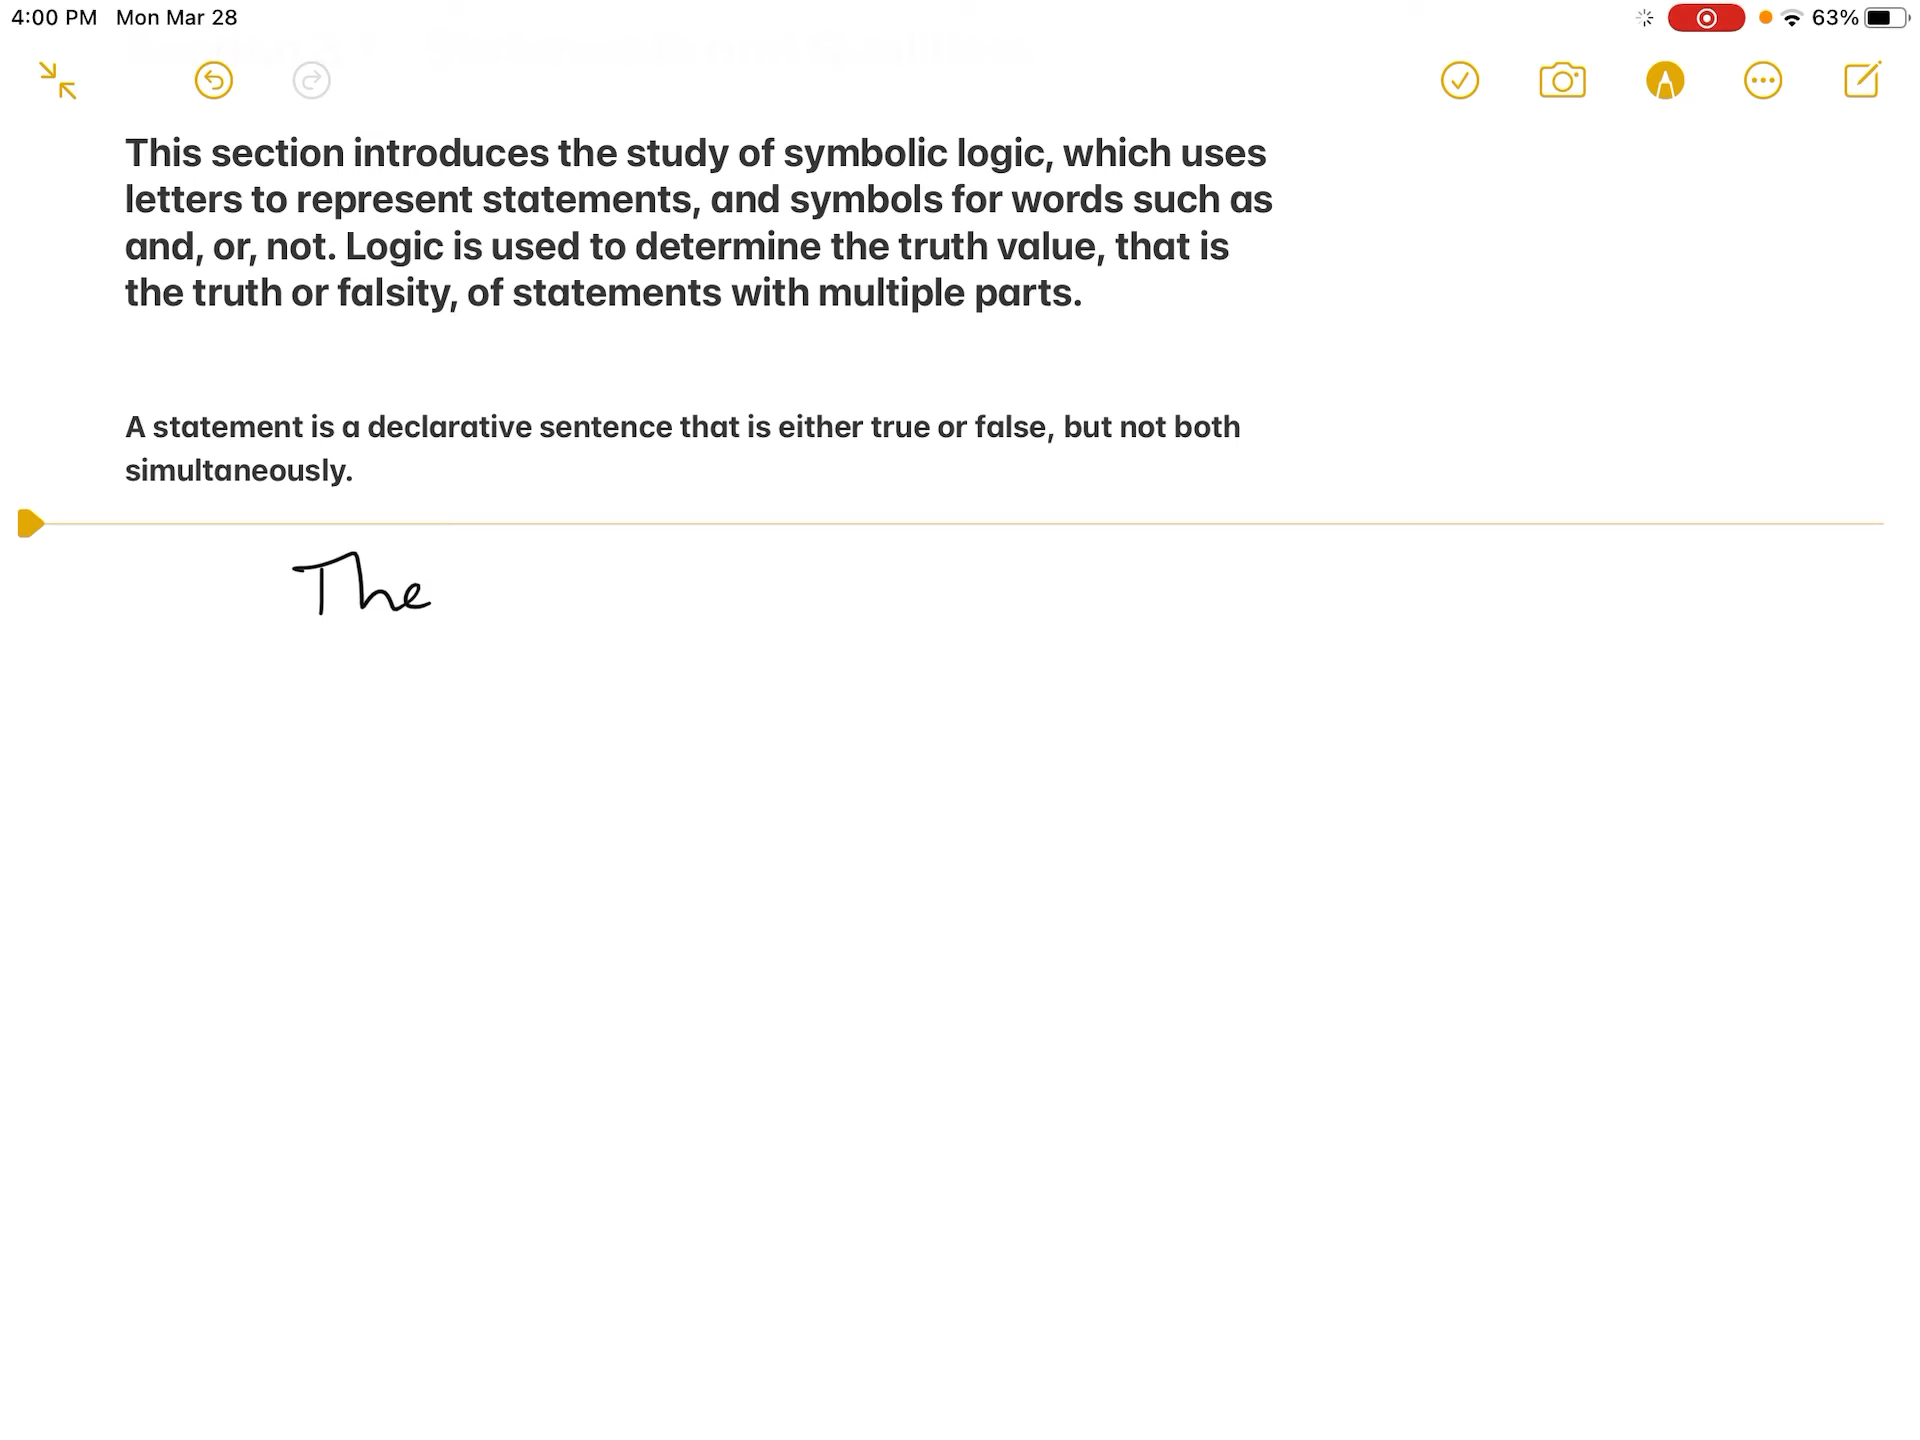 4:00 PM Mon Mar 28
63%
This section introduces the study of symbolic logic, which uses
letters to represent statements, and symbols for words such as
and, or, not. Logic is used to determine the truth value, that is
the truth or falsity, of statements with multiple parts.
A statement is a declarative sentence that is either true or false, but not both
simultaneously.
The